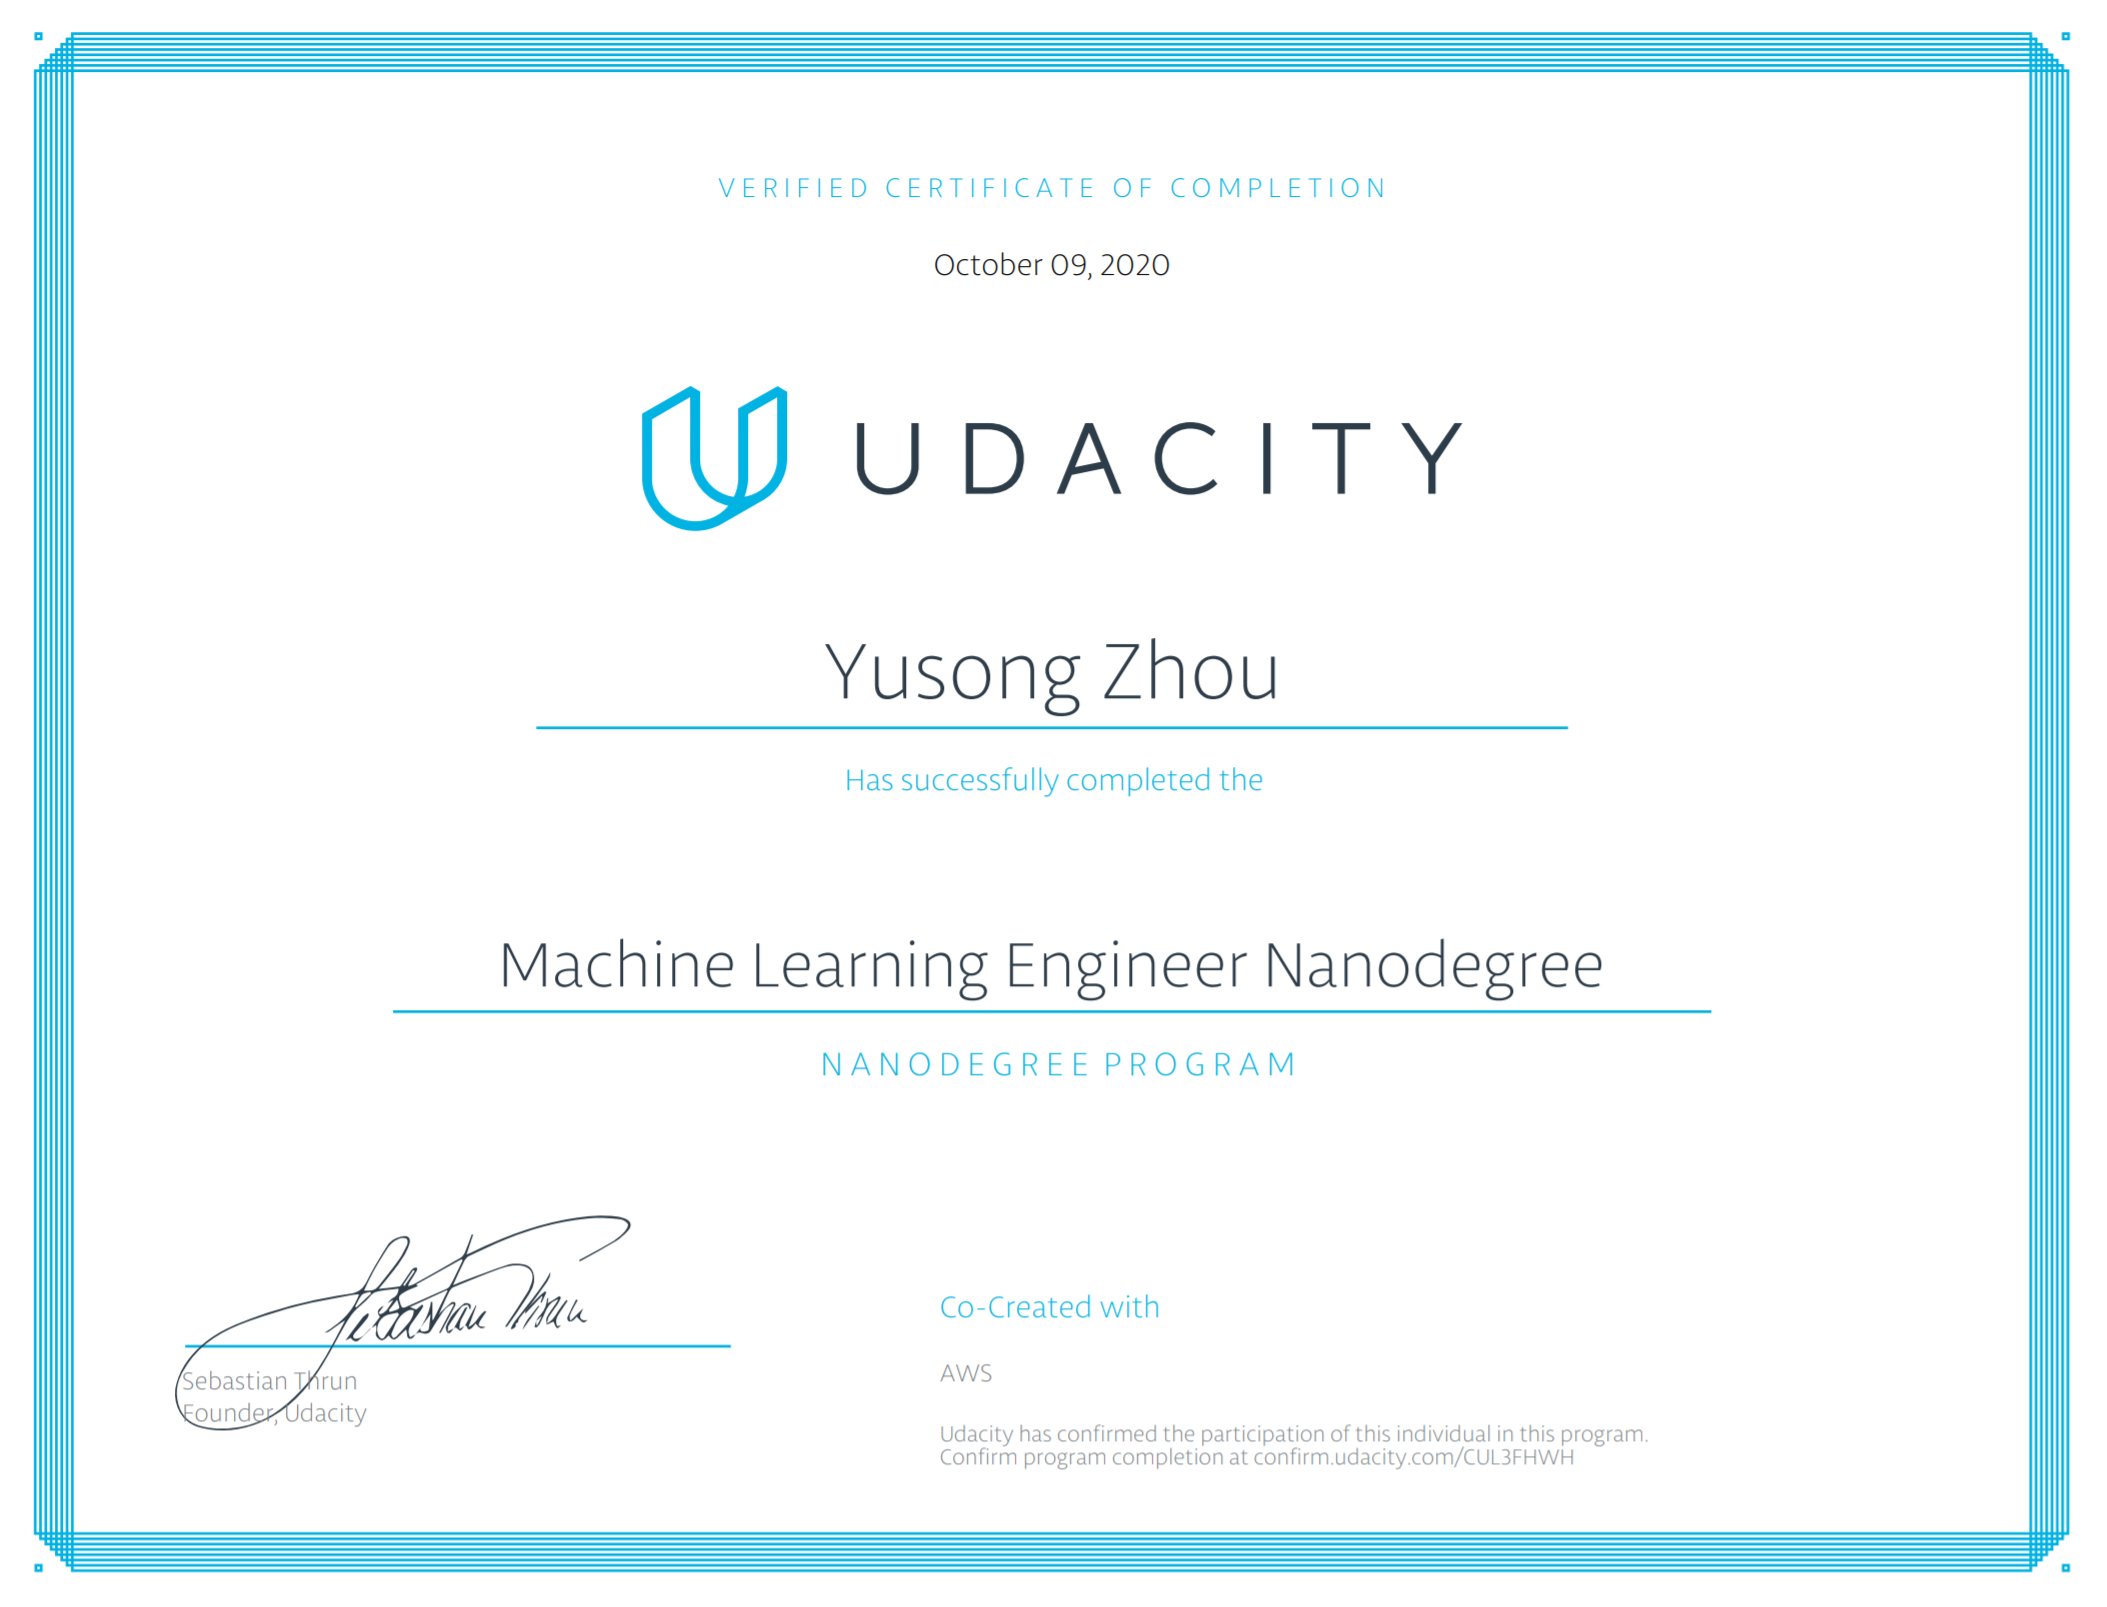 VERIFIED CERTIFICATE OF COMPLETION
October 09, 2020
UDACITY
Yusong Zhou
Has successfully completed the
Machine Learning Engineer Nanodegree
NANODEGREE PROGRAM
Sebastian Thrun
Sebastian Thrun
Founder, Udacity
Co-Created with
AWS
Udacity has confirmed the participation of this individual in this program.
Confirm program completion at confirm.udacity.com/CUL3FHWH